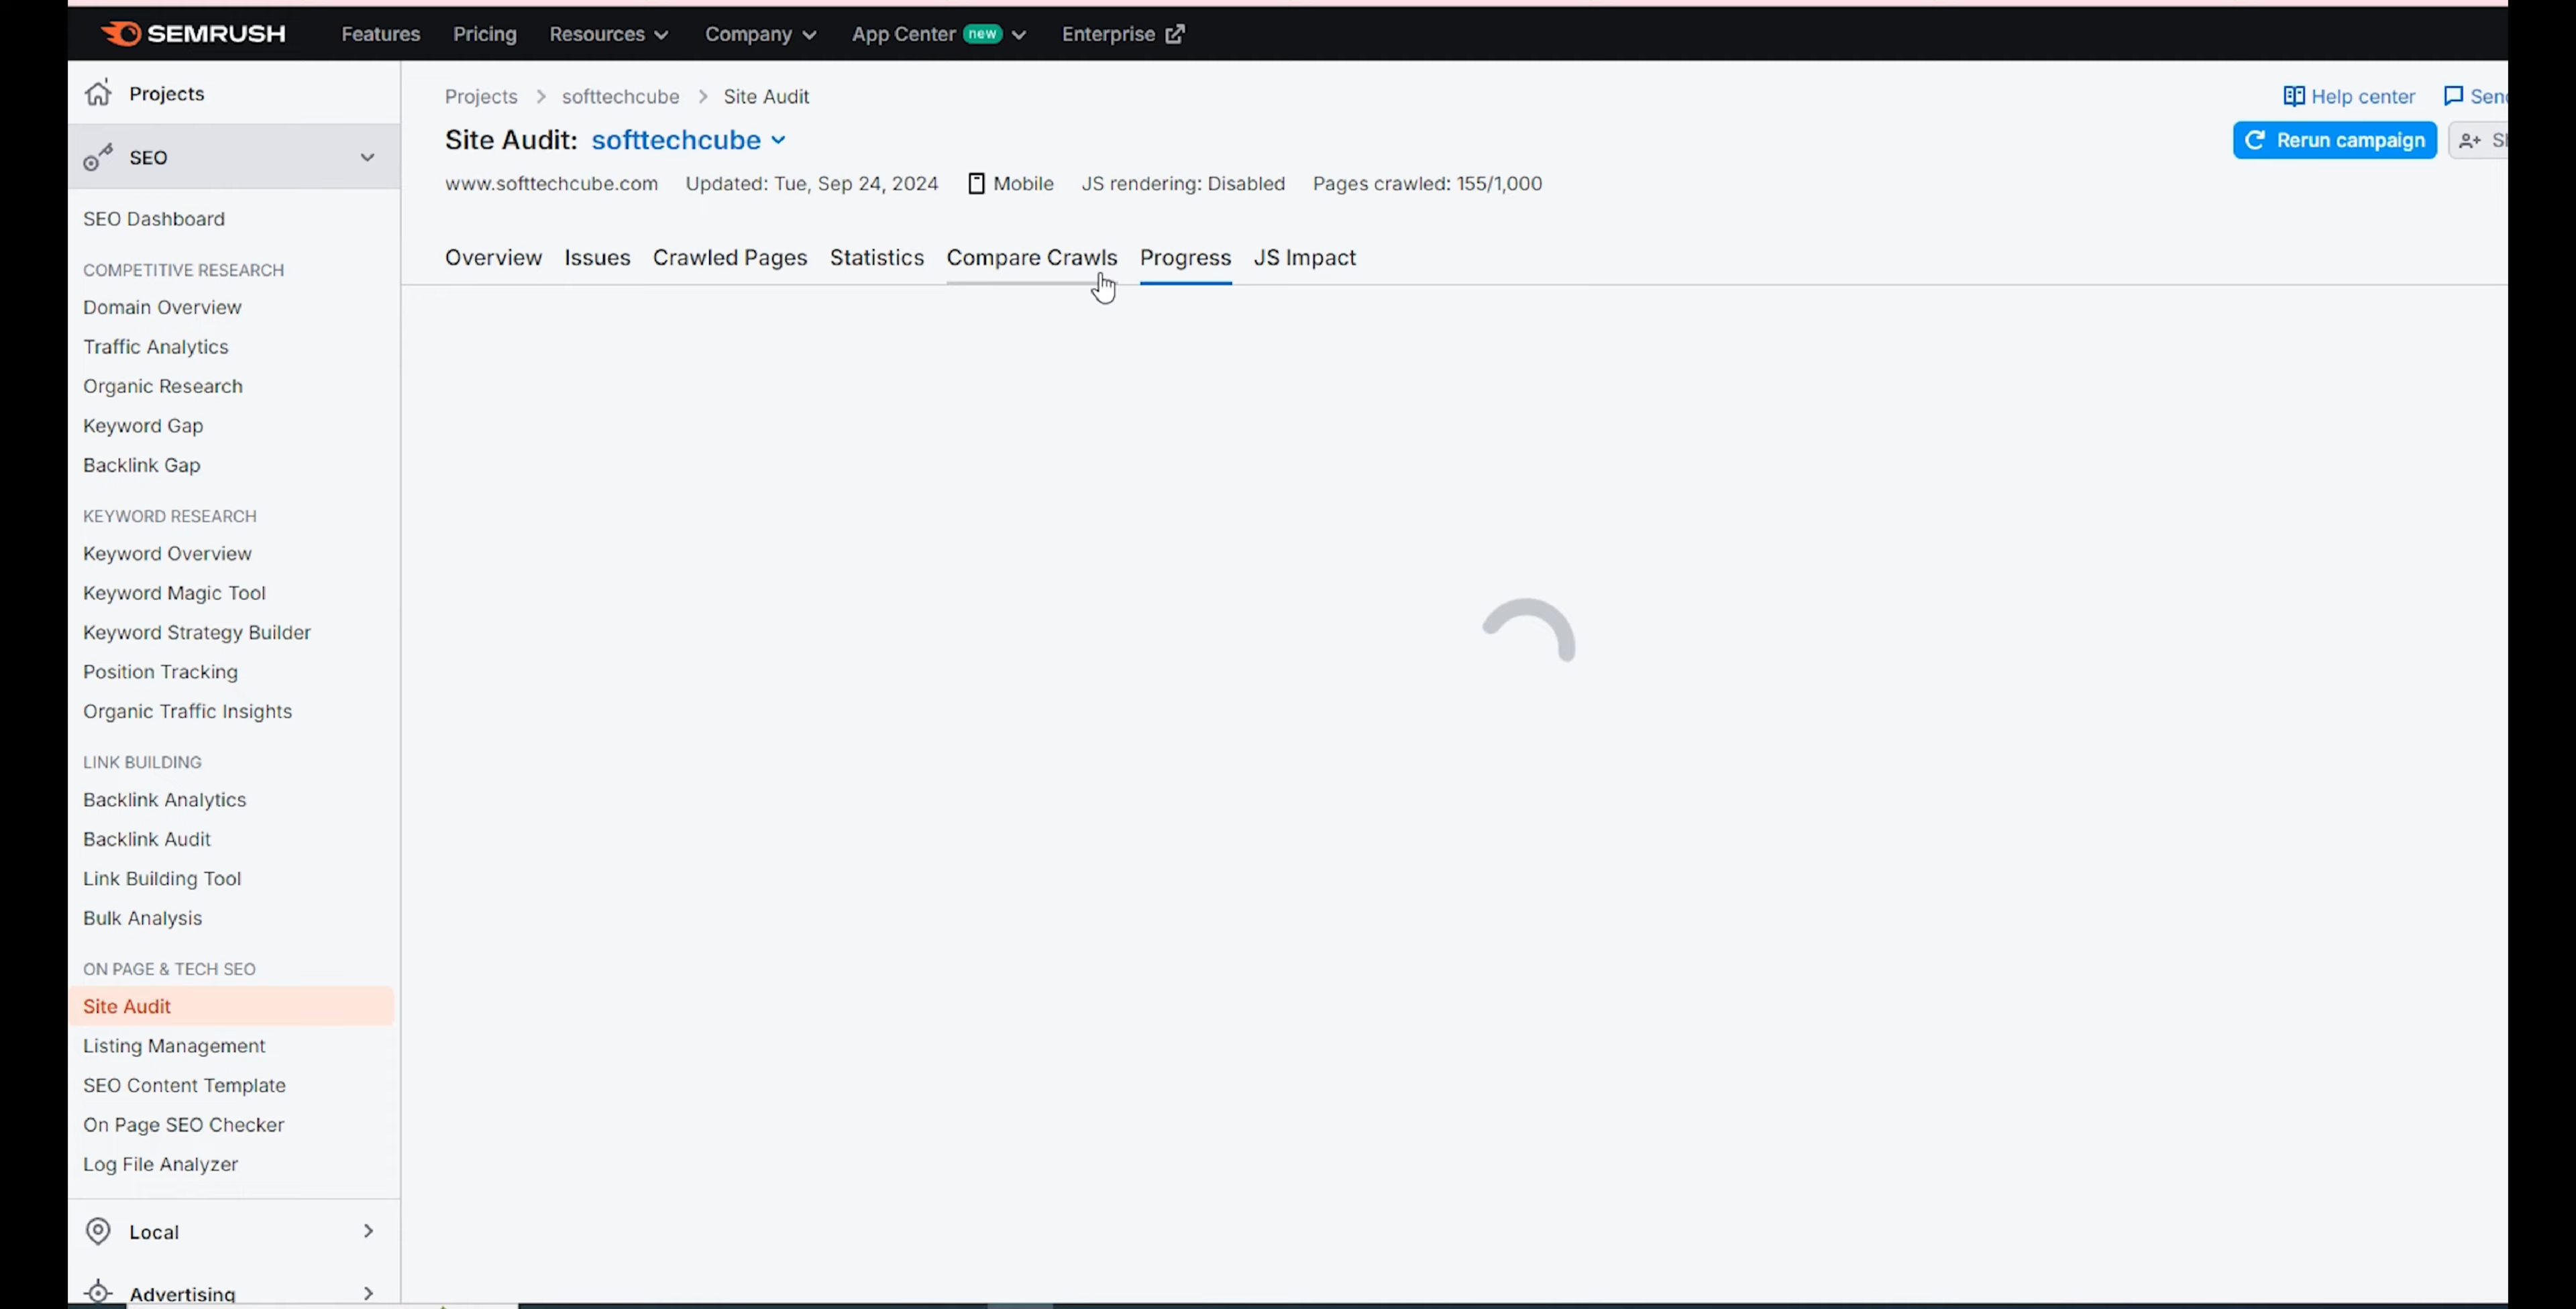 SEMRUSH Features Pricing Resources Company App Center new Enterprise
Projects
SEO
SEO Dashboard
COMPETITIVE RESEARCH
Domain Overview
Traffic Analytics
Organic Research
Keyword Gap
Backlink Gap
KEYWORD RESEARCH
Keyword Overview
Keyword Magic Tool
Keyword Strategy Builder
Position Tracking
Organic Traffic Insights
LINK BUILDING
Backlink Analytics
Backlink Audit
Link Building Tool
Bulk Analysis
ON PAGE & TECH SEO
Site Audit
Listing Management
SEO Content Template
On Page SEO Checker
Log File Analyzer
Local
Advertising
Projects > softtechcube > Site Audit
Help center
Site Audit: softtechcube
Rerun campaign
www.softtechcube.com Updated: Tue, Sep 24, 2024 Mobile JS rendering: Disabled Pages crawled: 155/1,000
Overview Issues Crawled Pages Statistics Compare Crawls Progress JS Impact